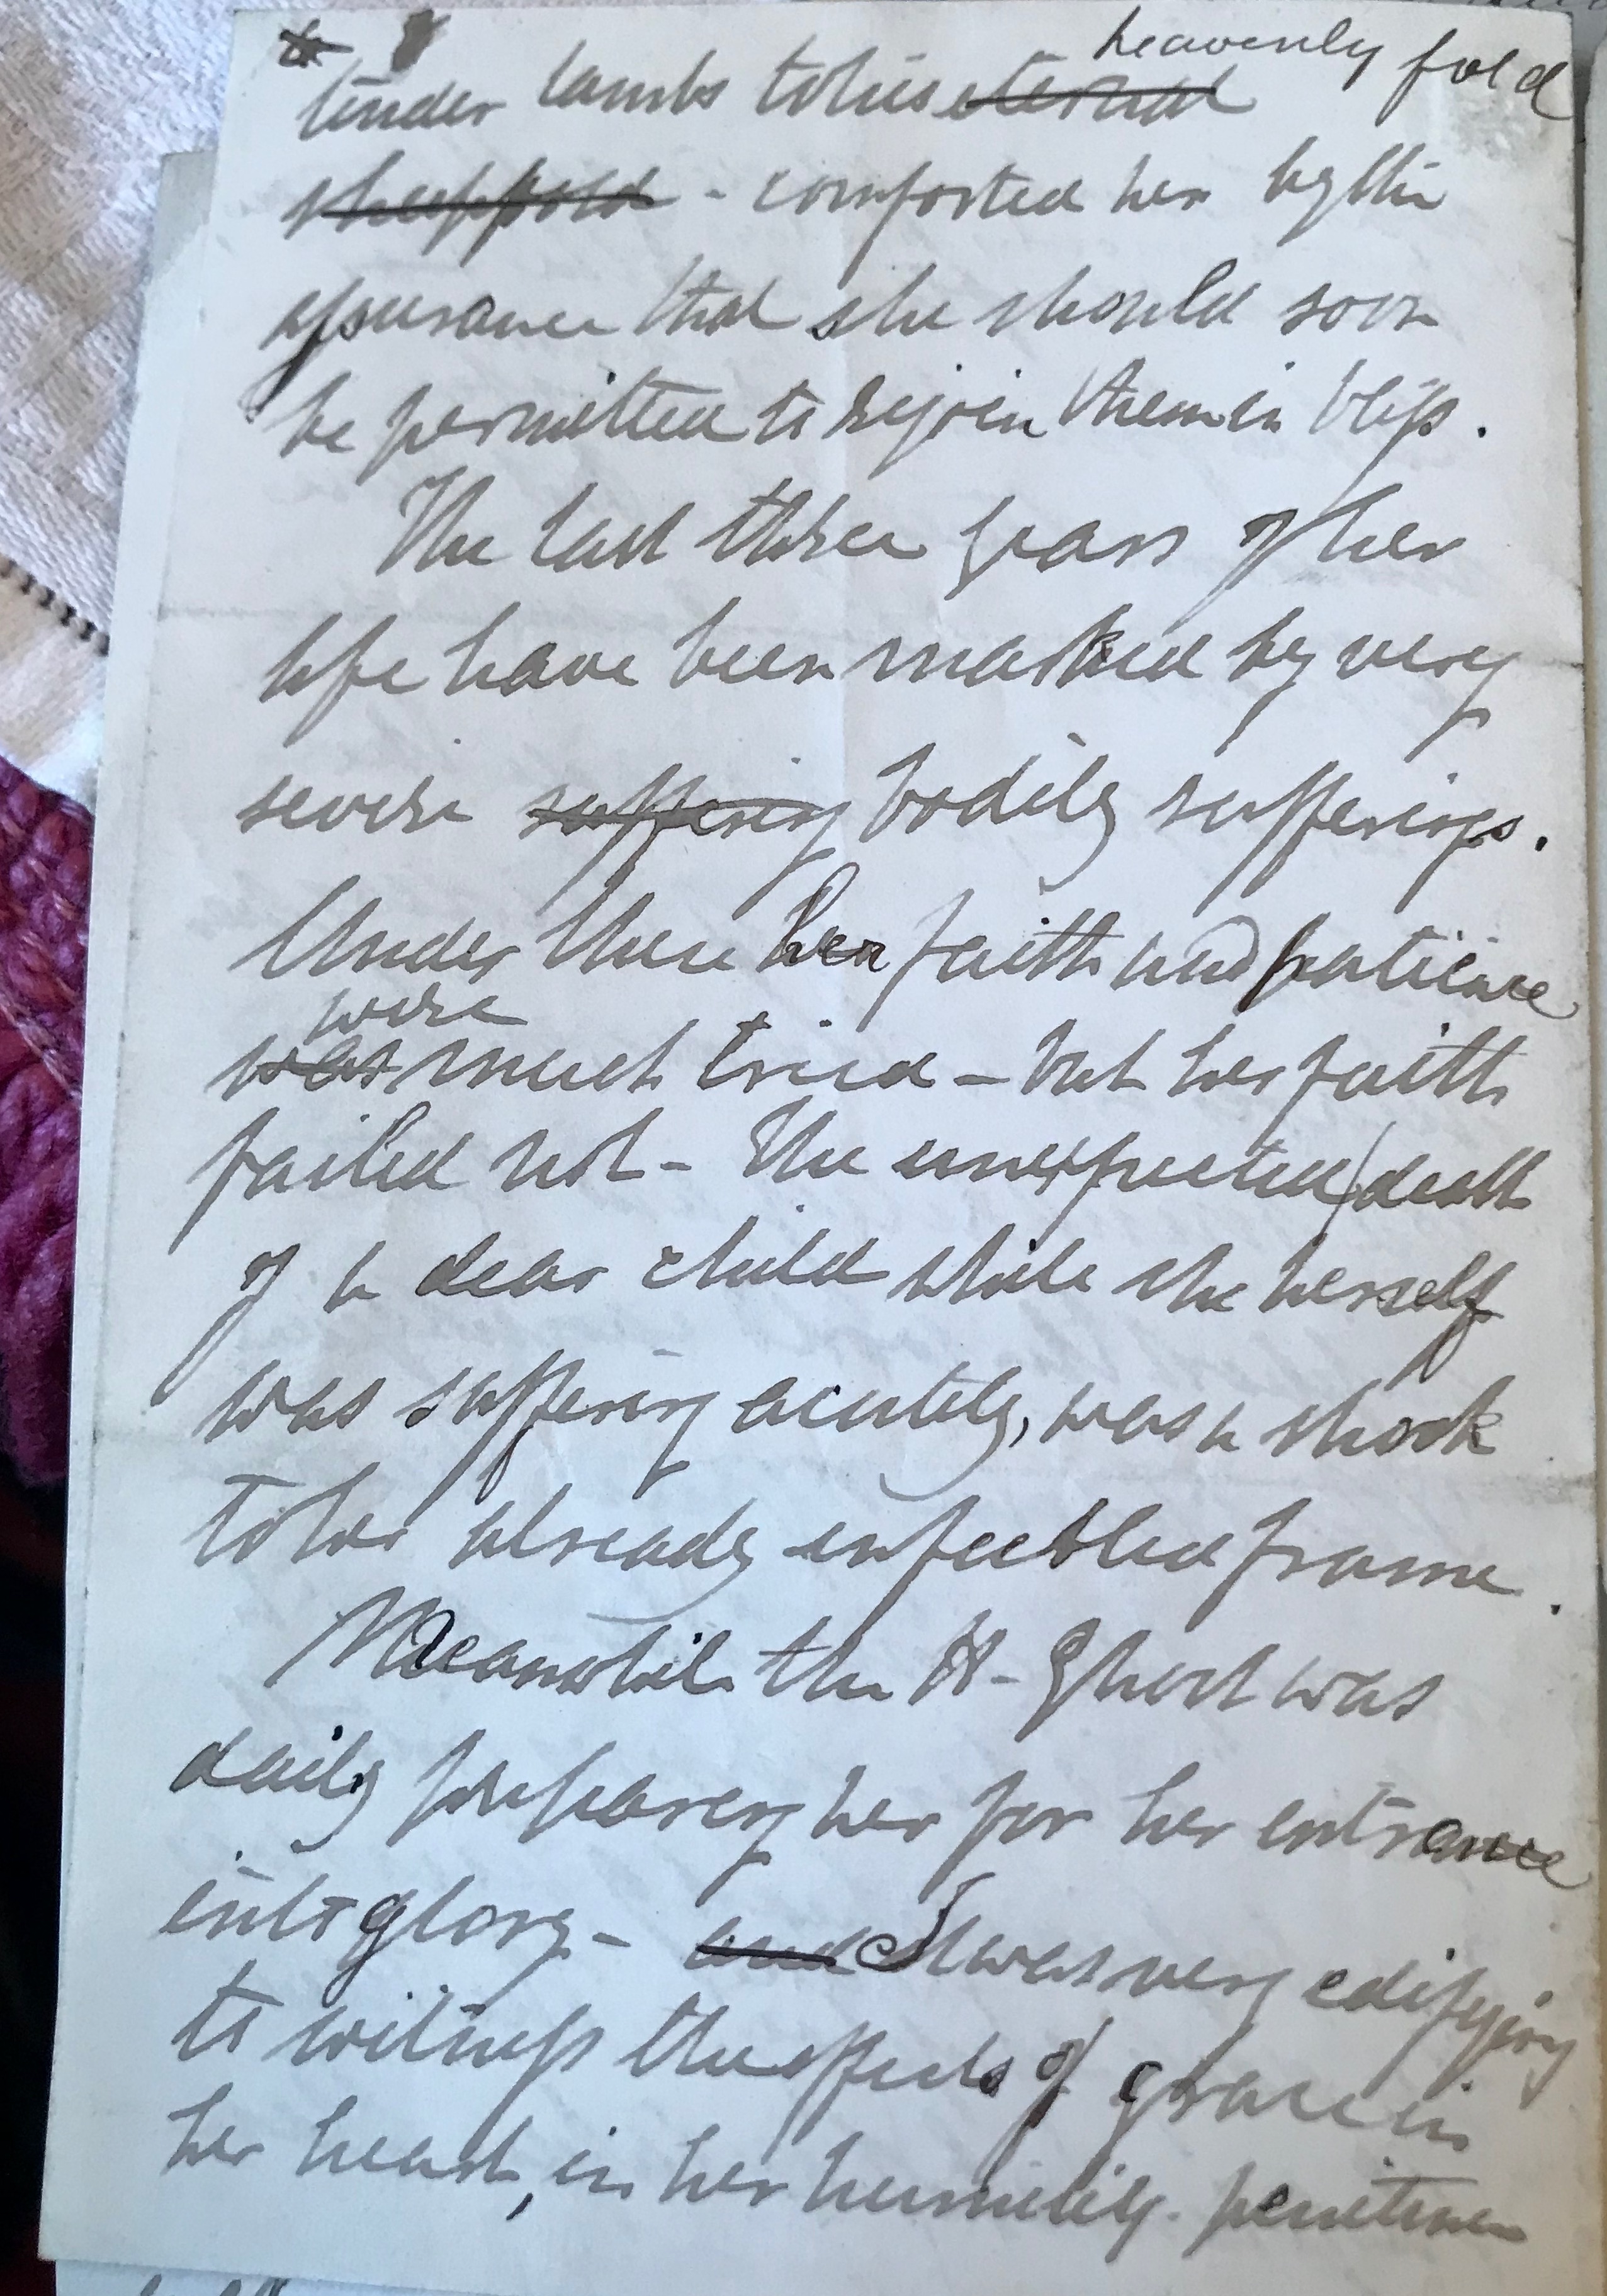 heavenly fold
tender lambs to his eternal
sheepfold - comforted her by the
assurance that she should soon
be permitted to rejoin them in bliss.
The last three years of her
life have been marked by very
severe suffering bodily sufferings.
Under these her faith and patience
were
was much tried - but her faith
failed not - The unexpected death
of a dear child while she herself
was suffering acutely, was a shock
to her already enfeebled frame.
Meanwhile the H- Ghost was
daily preparing her for her entrance
into glory - and It was very edifying
to witness the effects of grace in
her heart, in her humility - penitence